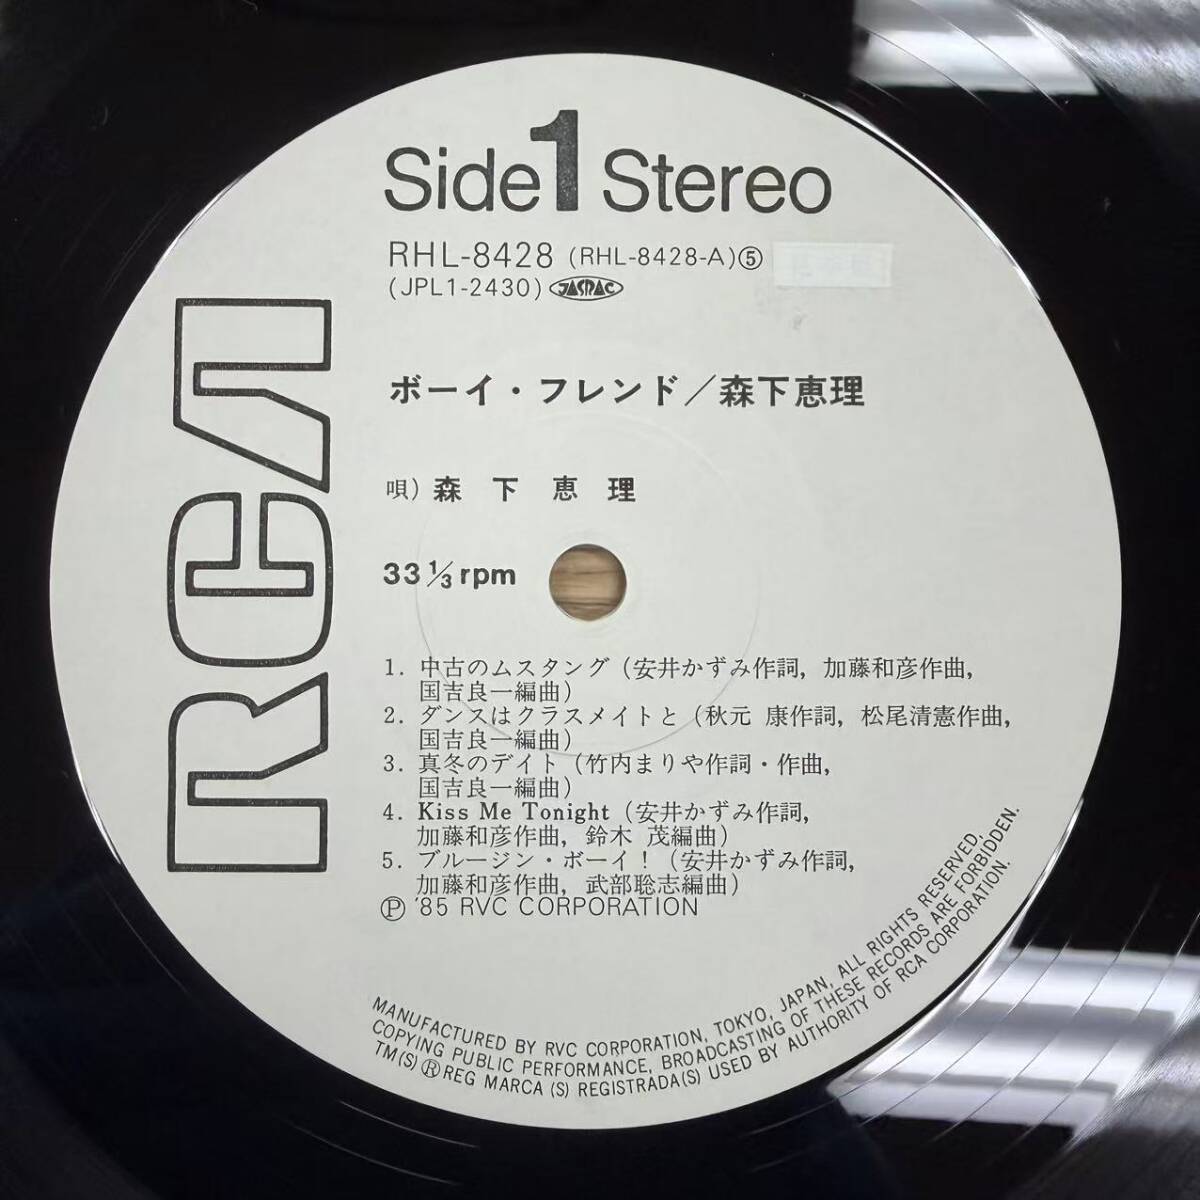 Side 1 Stereo
RHL-8428 (RHL-8428-A)⑤
(JPL1-2430) JASRAC
RCA
ボーイ・フレンド／森下恵理
唄) 森下恵理
33 1/3 rpm
1. 中古のムスタング (安井かずみ作詞, 加藤和彦作曲,
国吉良一編曲)
2. ダンスはクラスメイトと (秋元 康作詞, 松尾清憲作曲,
国吉良一編曲)
3. 真冬のデイト (竹内まりや作詞・作曲,
国吉良一編曲)
4. Kiss Me Tonight (安井かずみ作詞,
加藤和彦作曲, 鈴木 茂編曲)
5. ブルージン・ボーイ! (安井かずみ作詞,
加藤和彦作曲, 武部聡志編曲)
Ⓟ '85 RVC CORPORATION
MANUFACTURED BY RVC CORPORATION, TOKYO, JAPAN, ALL RIGHTS RESERVED,
COPYING PUBLIC PERFORMANCE, BROADCASTING OF THESE RECORDS ARE FORBIDDEN.
TM(S) ® REG MARCA (S) REGISTRADA(S) USED BY AUTHORITY OF RCA CORPORATION.